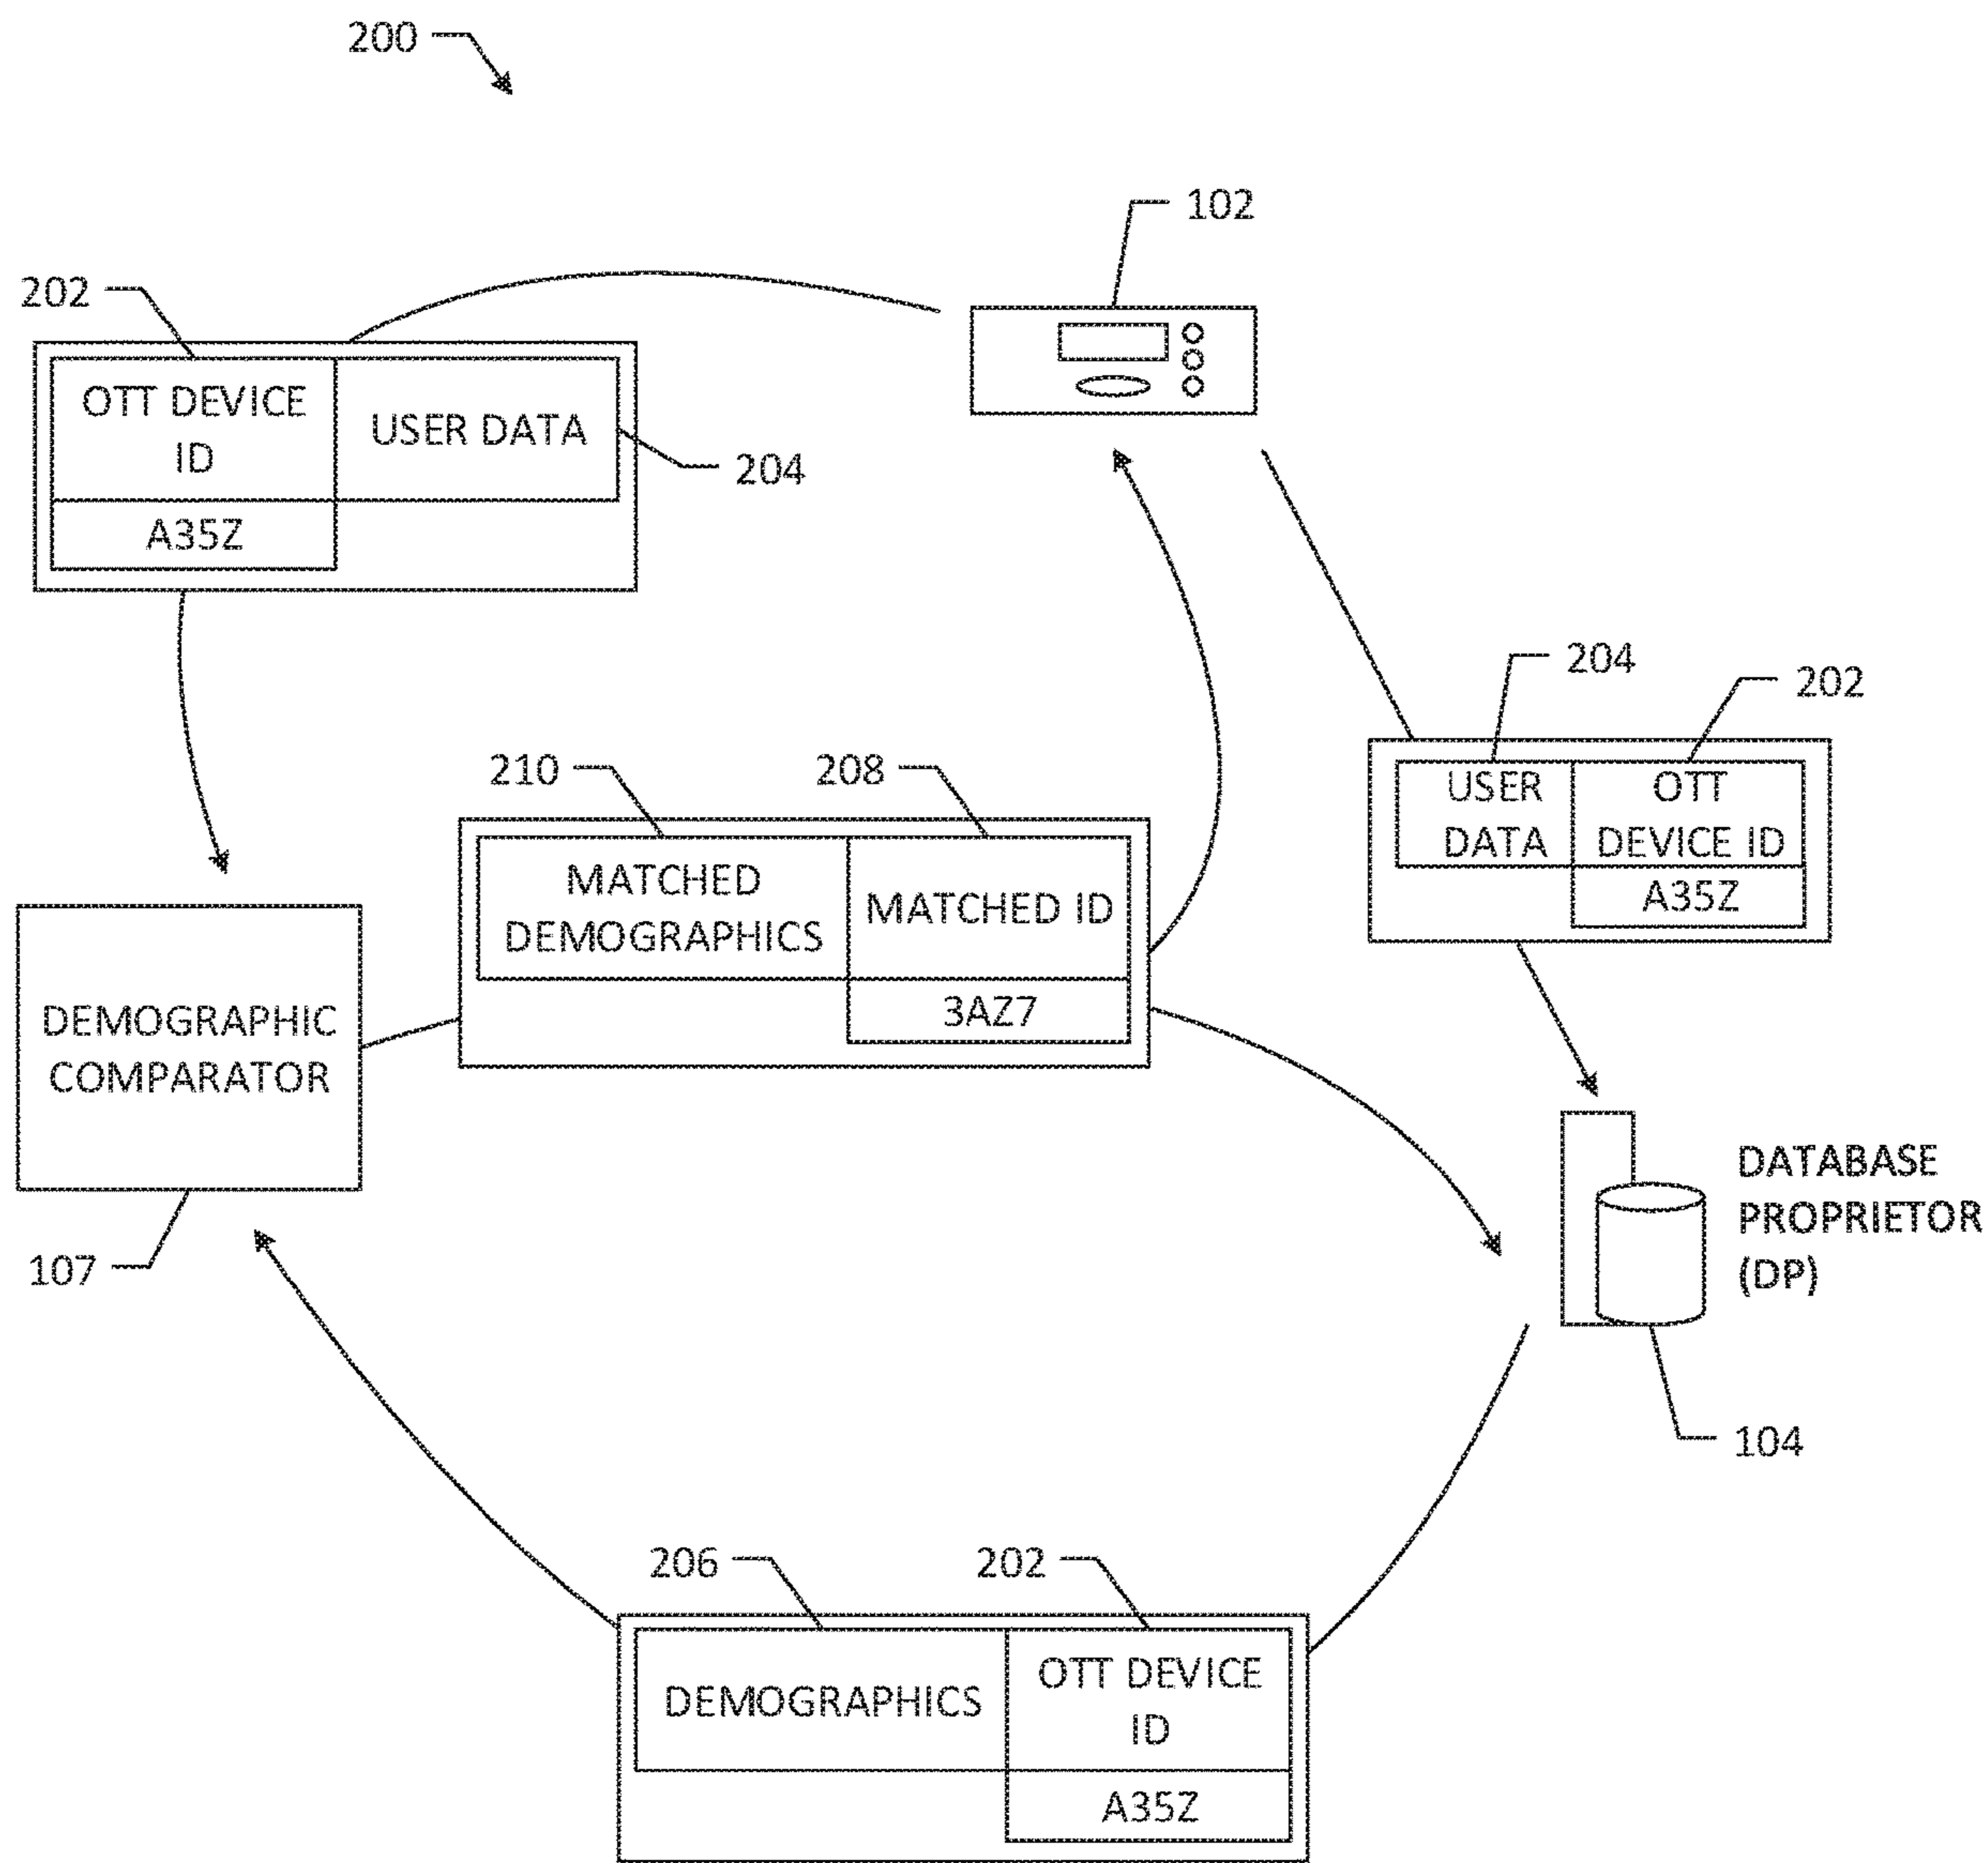 200
102
202
OTT DEVICE
ID
USER DATA
204
A35Z
204
202
USER
DATA
OTT
DEVICE ID
A35Z
210
208
MATCHED
DEMOGRAPHICS
MATCHED ID
3AZ7
DEMOGRAPHIC
COMPARATOR
107
DATABASE
PROPRIETOR
(DP)
104
206
202
DEMOGRAPHICS
OTT DEVICE
ID
A35Z